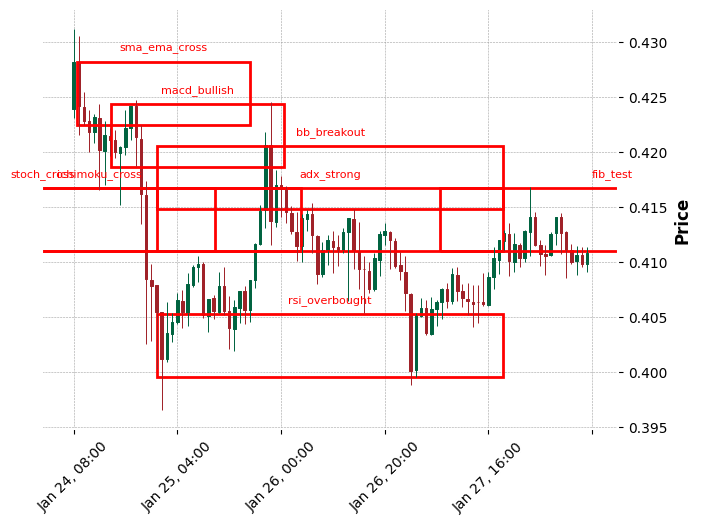 sma_ema_cross
macd_bullish
bb_breakout
ichimoku_cross
adx_strong
fib_test
rsi_overbought
0.430
0.425
0.420
0.415
0.410
0.405
0.400
0.395
Price
Jan 24, 08:00
Jan 25, 04:00
Jan 26, 00:00
Jan 26, 20:00
Jan 27, 16:00